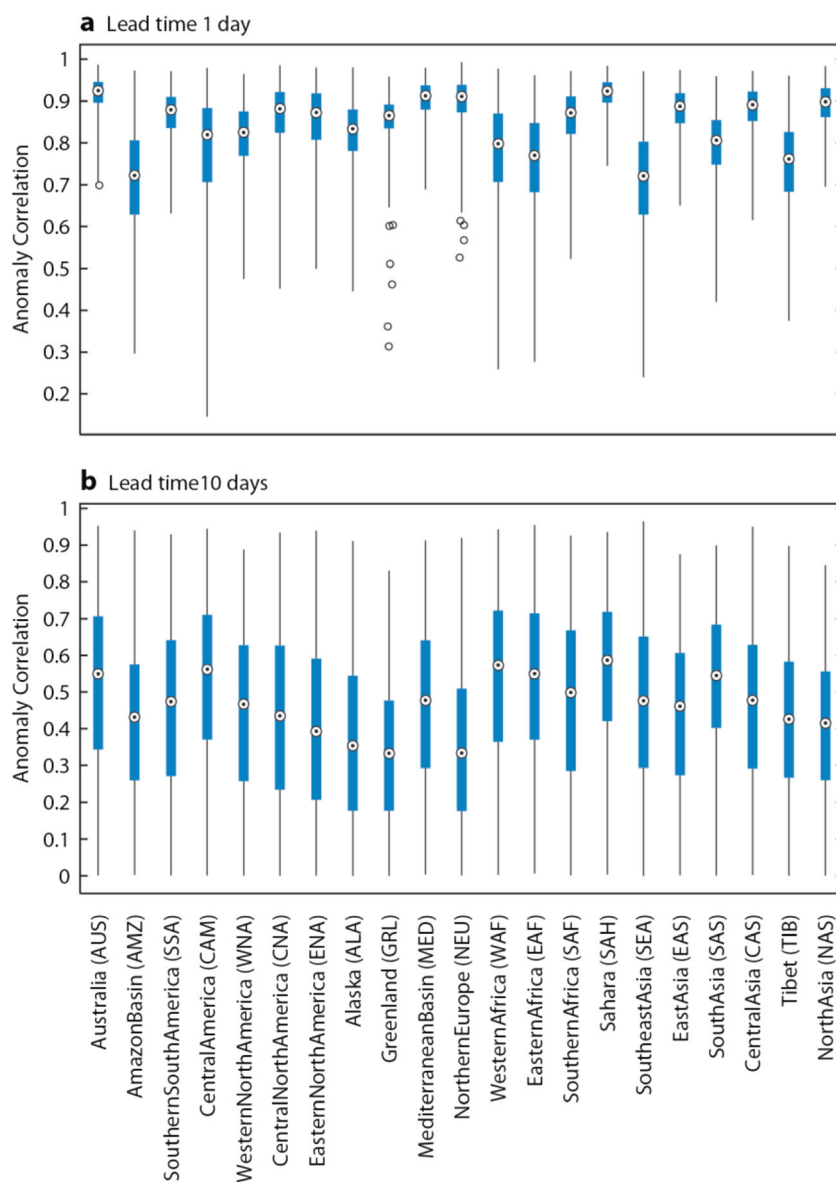 a Lead time 1 day
Anomaly Correlation
1
0.9
0.8
0.7
0.6
0.5
0.4
0.3
0.2
b Lead time10 days
Anomaly Correlation
1
0.9
0.8
0.7
0.6
0.5
0.4
0.3
0.2
0.1
0
Australia (AUS)
AmazonBasin (AMZ)
SouthernSouthAmerica (SSA)
CentralAmerica (CAM)
WesternNorthAmerica (WNA)
CentralNorthAmerica (CNA)
EasternNorthAmerica (ENA)
Alaska (ALA)
Greenland (GRL)
MediterraneanBasin (MED)
NorthernEurope (NEU)
WesternAfrica (WAF)
EasternAfrica (EAF)
SouthernAfrica (SAF)
Sahara (SAH)
SoutheastAsia (SEA)
EastAsia (EAS)
SouthAsia (SAS)
CentralAsia (CAS)
Tibet (TIB)
NorthAsia (NAS)